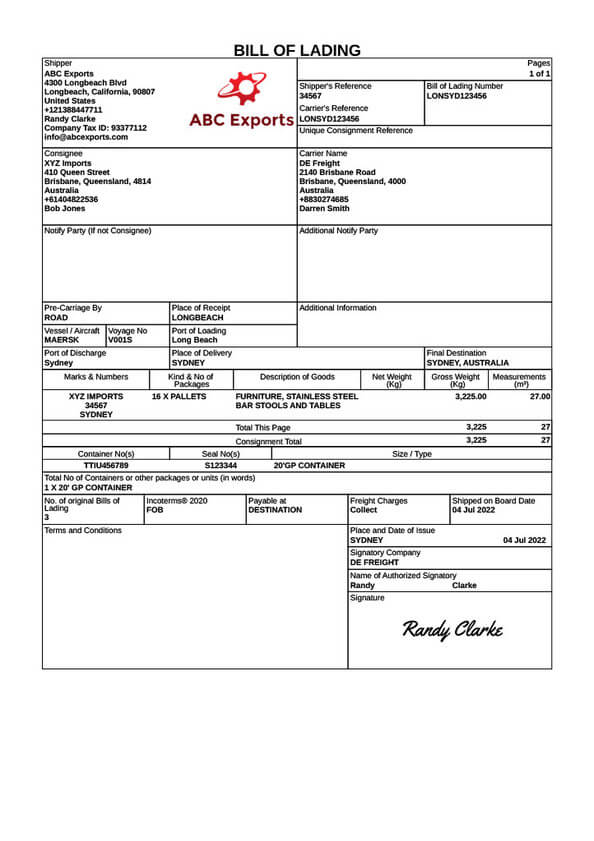 BILL OF LADING
Shipper
ABC Exports
4300 Longbeach Blvd
Longbeach, California, 90807
United States
+121388447711
Randy Clarke
Company Tax ID: 93377112
info@abcexports.com
ABC Exports
Pages
1 of 1
Shipper's Reference
34567
Carrier's Reference
LONSYD123456
Bill of Lading Number
LONSYD123456
Unique Consignment Reference
Consignee
XYZ Imports
410 Queen Street
Brisbane, Queensland, 4814
Australia
+61404822536
Bob Jones
Carrier Name
DE Freight
2140 Brisbane Road
Brisbane, Queensland, 4000
Australia
+8830274685
Darren Smith
Notify Party (If not Consignee)
Additional Notify Party
Pre-Carriage By
ROAD
Place of Receipt
LONGBEACH
Additional Information
Vessel / Aircraft
MAERSK
Voyage No
V001S
Port of Loading
Long Beach
Port of Discharge
Sydney
Place of Delivery
SYDNEY
Final Destination
SYDNEY, AUSTRALIA
Marks & Numbers
Kind & No of
Packages
Description of Goods
Net Weight
(Kg)
Gross Weight
(Kg)
Measurements
(m³)
XYZ IMPORTS
34567
SYDNEY
16 X PALLETS
FURNITURE, STAINLESS STEEL
BAR STOOLS AND TABLES
3,225.00
27.00
Total This Page 3,225 27
Consignment Total 3,225 27
Container No(s) Seal No(s) Size / Type
TTIU456789 S123344 20'GP CONTAINER
Total No of Containers or other packages or units (in words)
1 X 20' GP CONTAINER
No. of original Bills of
Lading
3
Incoterms® 2020
FOB
Payable at
DESTINATION
Freight Charges
Collect
Shipped on Board Date
04 Jul 2022
Terms and Conditions
Place and Date of Issue
SYDNEY 04 Jul 2022
Signatory Company
DE FREIGHT
Name of Authorized Signatory
Randy Clarke
Signature
Randy Clarke